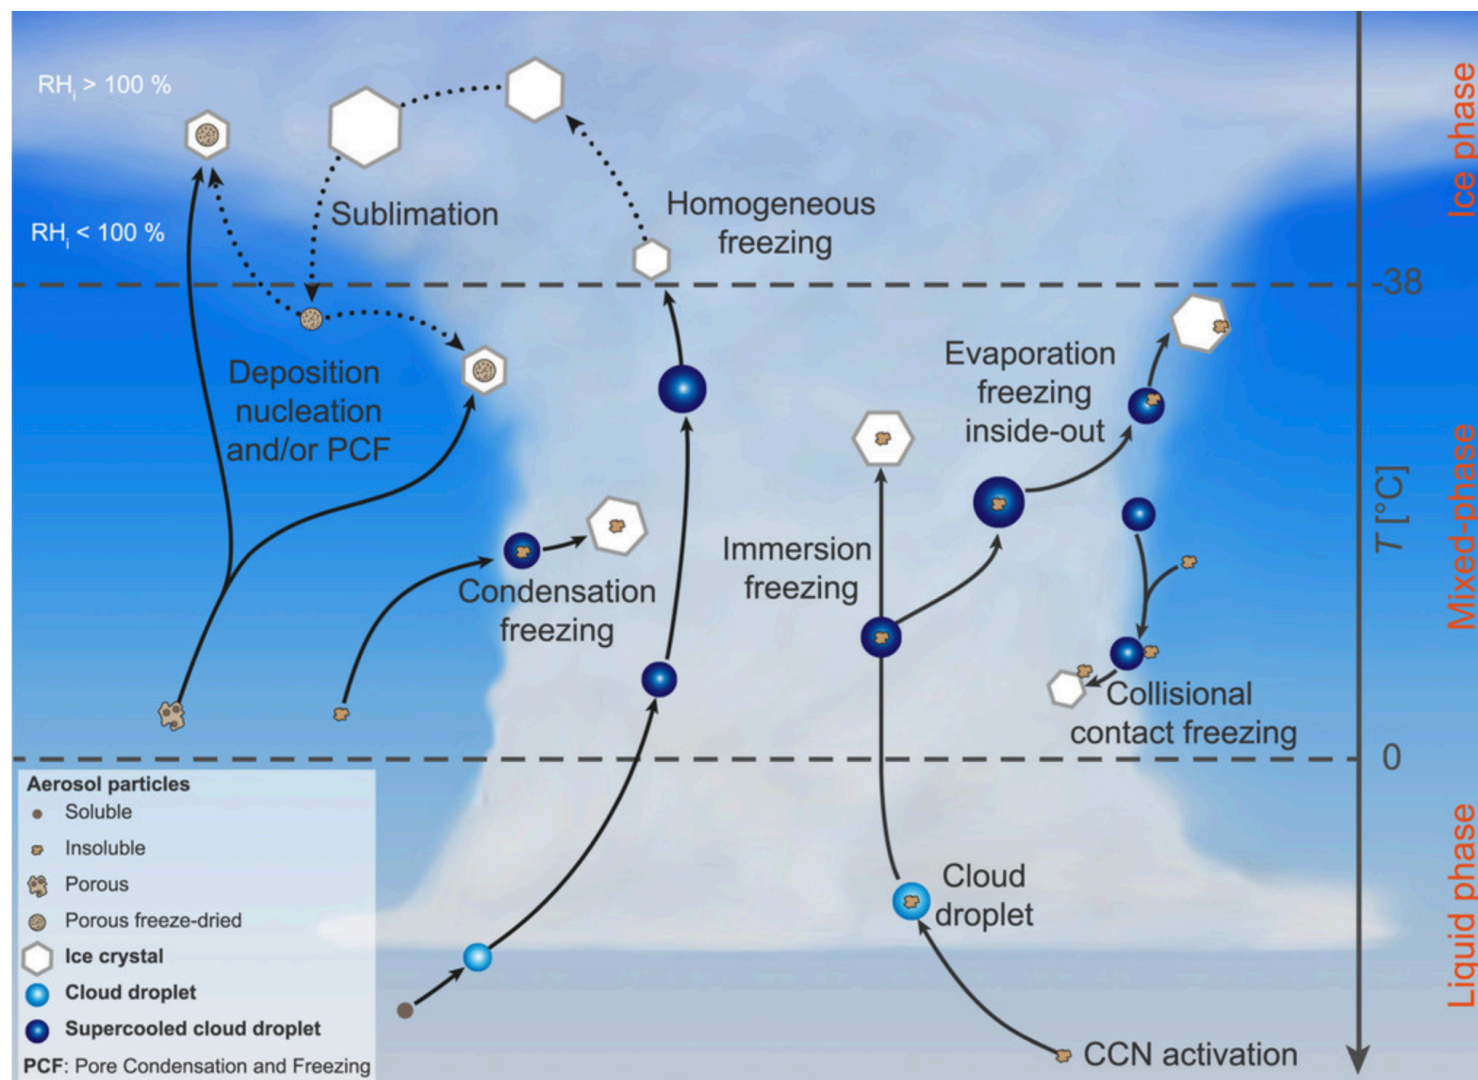 RHi > 100 %
RHi < 100 %
Sublimation
Homogeneous
freezing
Ice phase
-38
Deposition
nucleation
and/or PCF
Evaporation
freezing
inside-out
Immersion
freezing
Condensation
freezing
Mixed-phase
T [°C]
Collisional
contact freezing
0
Aerosol particles
Soluble
Insoluble
Porous
Porous freeze-dried
Ice crystal
Cloud droplet
Supercooled cloud droplet
PCF: Pore Condensation and Freezing
Cloud
droplet
CCN activation
Liquid phase